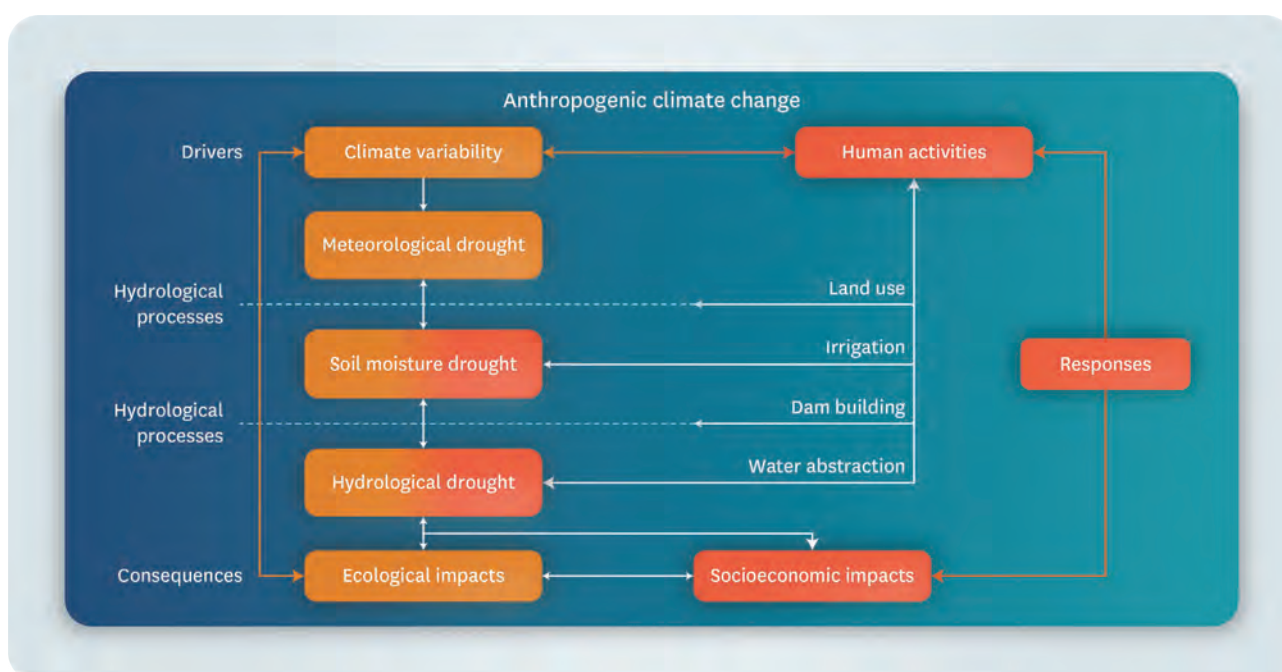 Anthropogenic climate change
Drivers
Climate variability
Human activities
Meteorological drought
Hydrological
processes
Land use
Soil moisture drought
Irrigation
Responses
Hydrological
processes
Dam building
Water abstraction
Hydrological drought
Consequences
Ecological impacts
Socioeconomic impacts